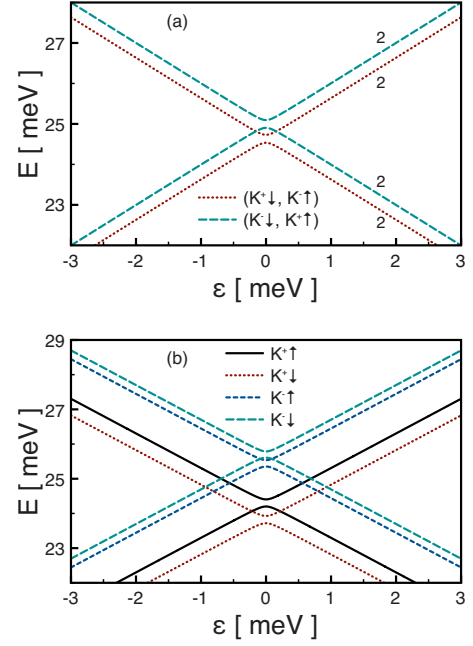 (a)
27
25
23
E [ meV ]
2
2
2
2
(K⁺↓, K⁻↑)
(K⁻↓, K⁺↑)
-3 -2 -1 0 1 2 3
ε [ meV ]
(b)
29
27
25
23
E [ meV ]
K⁺↑
K⁺↓
K⁻↑
K⁻↓
-3 -2 -1 0 1 2 3
ε [ meV ]